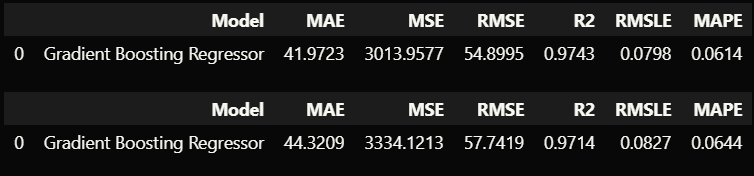 Model MAE MSE RMSE R2 RMSLE MAPE
0 Gradient Boosting Regressor 41.9723 3013.9577 54.8995 0.9743 0.0798 0.0614
Model MAE MSE RMSE R2 RMSLE MAPE
0 Gradient Boosting Regressor 44.3209 3334.1213 57.7419 0.9714 0.0827 0.0644